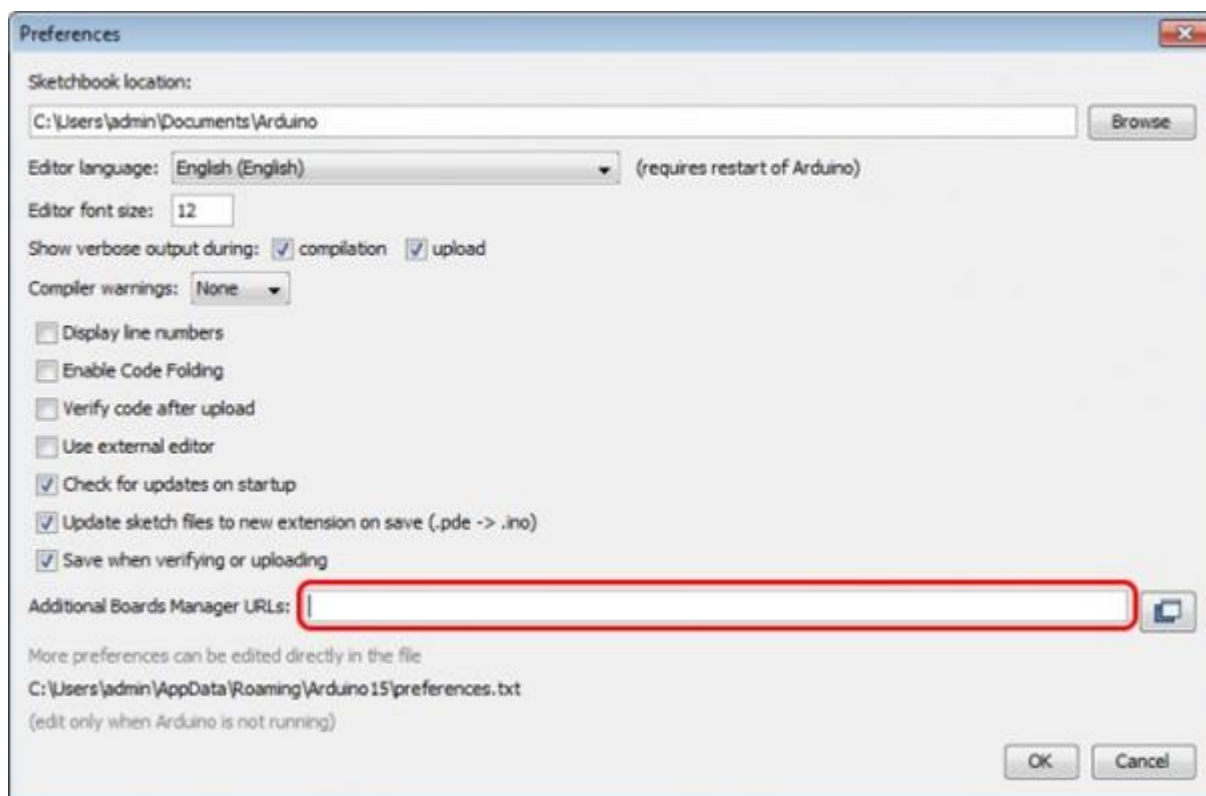 Preferences
Sketchbook location:
C:\Users\admin\Documents\Arduino Browse
Editor language: English (English) (requires restart of Arduino)
Editor font size: 12
Show verbose output during: compilation upload
Compiler warnings: None
Display line numbers
Enable Code Folding
Verify code after upload
Use external editor
Check for updates on startup
Update sketch files to new extension on save (.pde -> .ino)
Save when verifying or uploading
Additional Boards Manager URLs:
More preferences can be edited directly in the file
C:\Users\admin\AppData\Roaming\Arduino15\preferences.txt
(edit only when Arduino is not running)
OK Cancel